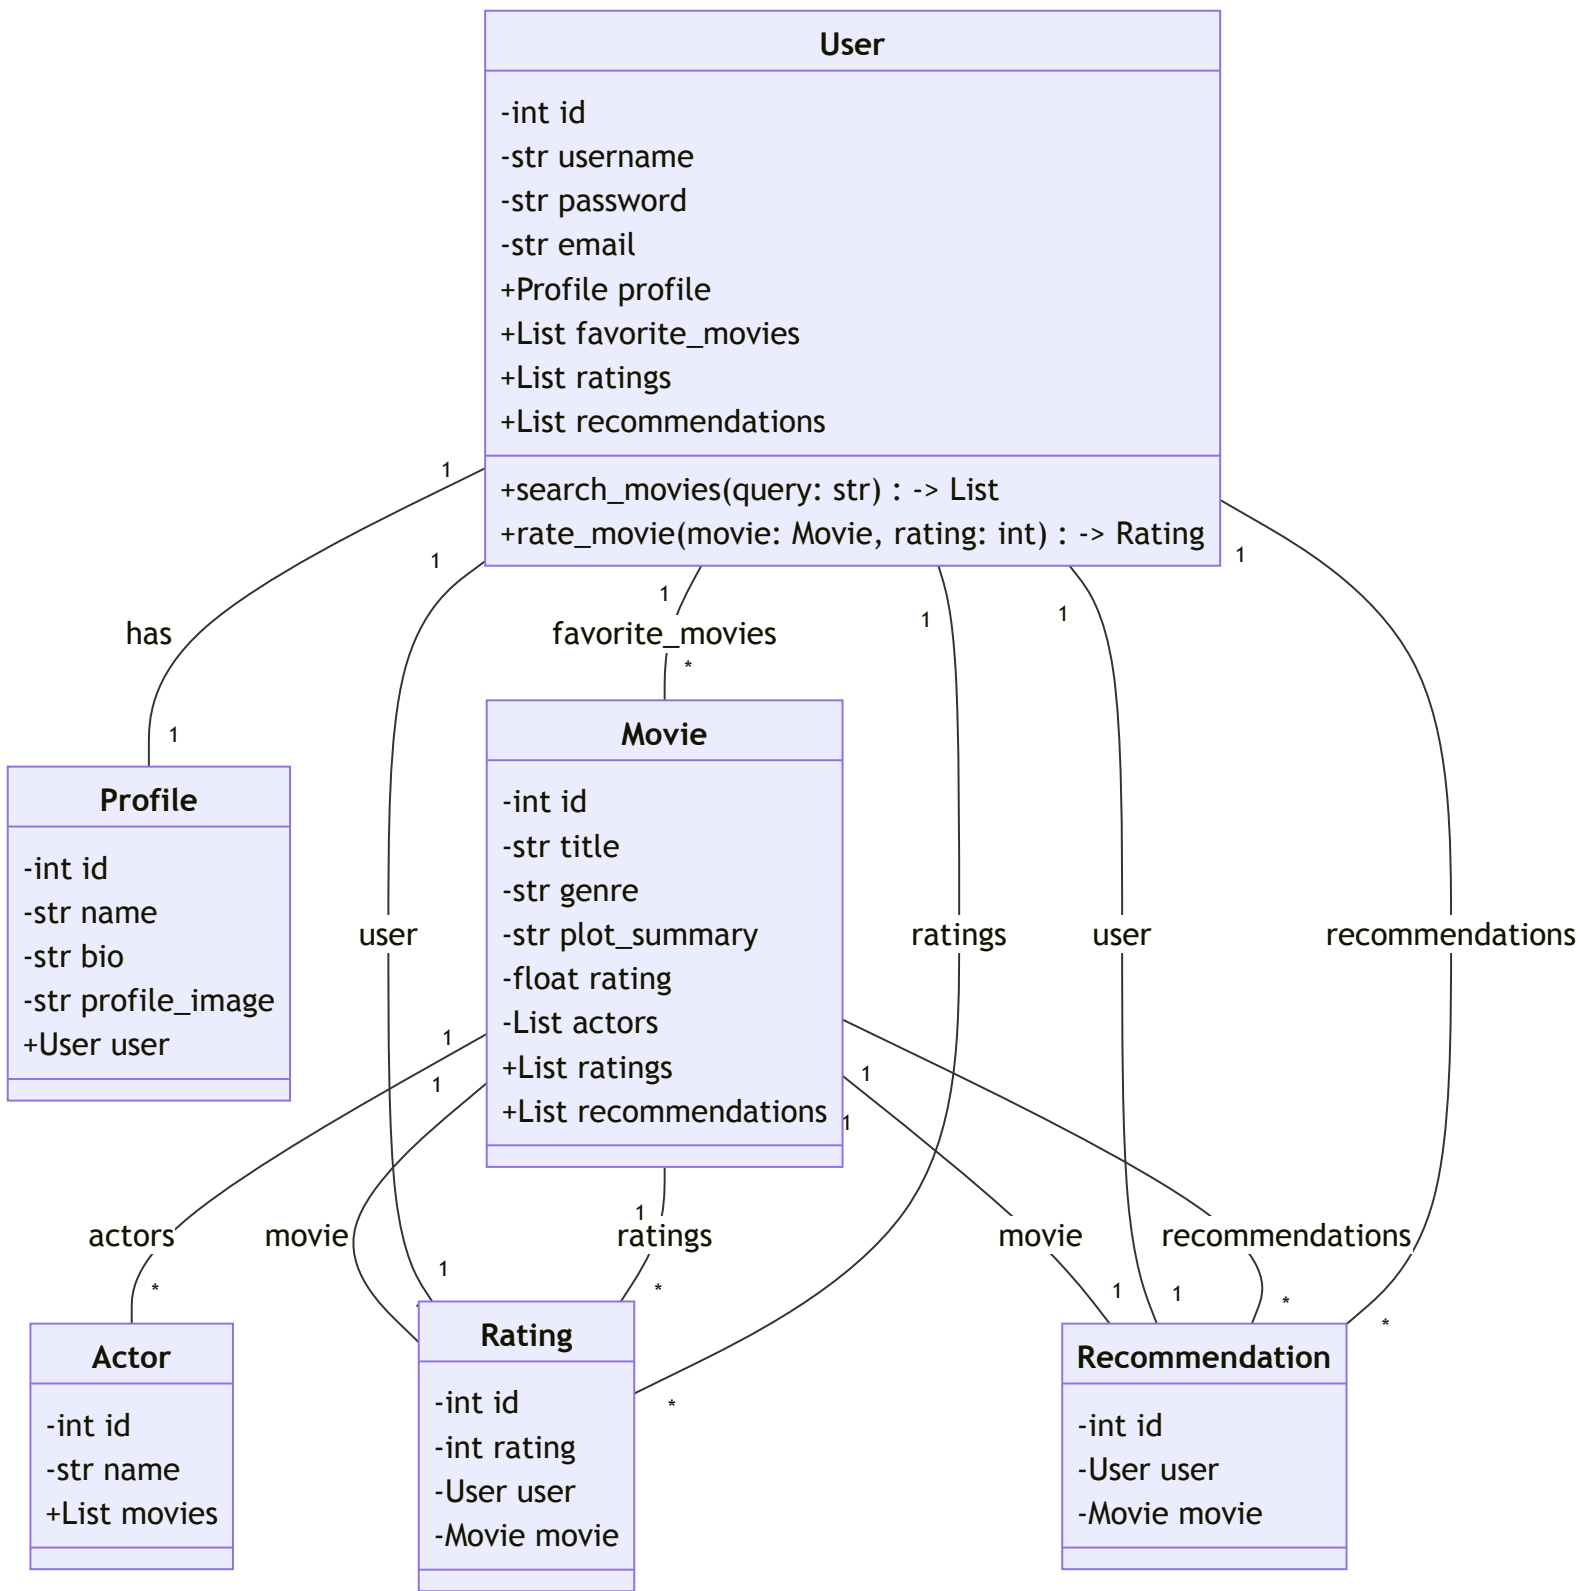 User
-int id
-str username
-str password
-str email
+Profile profile
+List favorite_movies
+List ratings
+List recommendations
+search_movies(query: str) : -> List
+rate_movie(movie: Movie, rating: int) : -> Rating
1
1
1
1
1
1
has
favorite_movies
*
1
Movie
-int id
-str title
-str genre
-str plot_summary
-float rating
-List actors
+List ratings
+List recommendations
Profile
-int id
-str name
-str bio
-str profile_image
+User user
user
ratings
user
recommendations
1
1
1
1
actors
movie
1
ratings
movie
recommendations
*
1
*
1
1
*
*
*
Actor
-int id
-str name
+List movies
Rating
-int id
-int rating
-User user
-Movie movie
Recommendation
-int id
-User user
-Movie movie